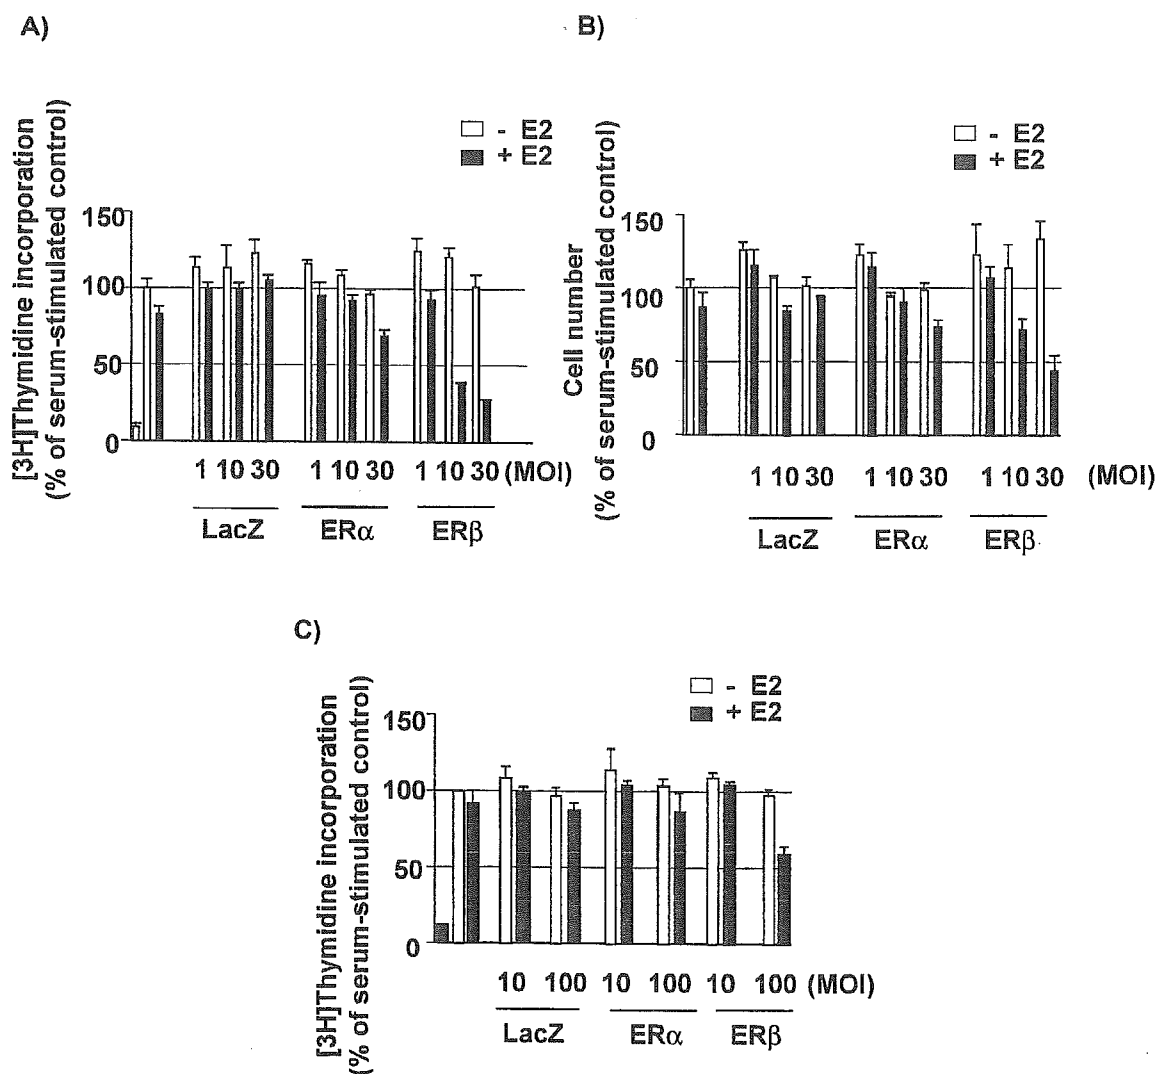 A)
[3H]Thymidine incorporation
(% of serum-stimulated control)
- E2
+ E2
150
100
50
0
1 10 30 1 10 30 1 10 30 (MOI)
LacZ ERα ERβ
B)
Cell number
(% of serum-stimulated control)
- E2
+ E2
150
100
50
0
1 10 30 1 10 30 1 10 30 (MOI)
LacZ ERα ERβ
C)
[3H]Thymidine incorporation
(% of serum-stimulated control)
- E2
+ E2
150
100
50
0
10 100 10 100 10 100 (MOI)
LacZ ERα ERβ